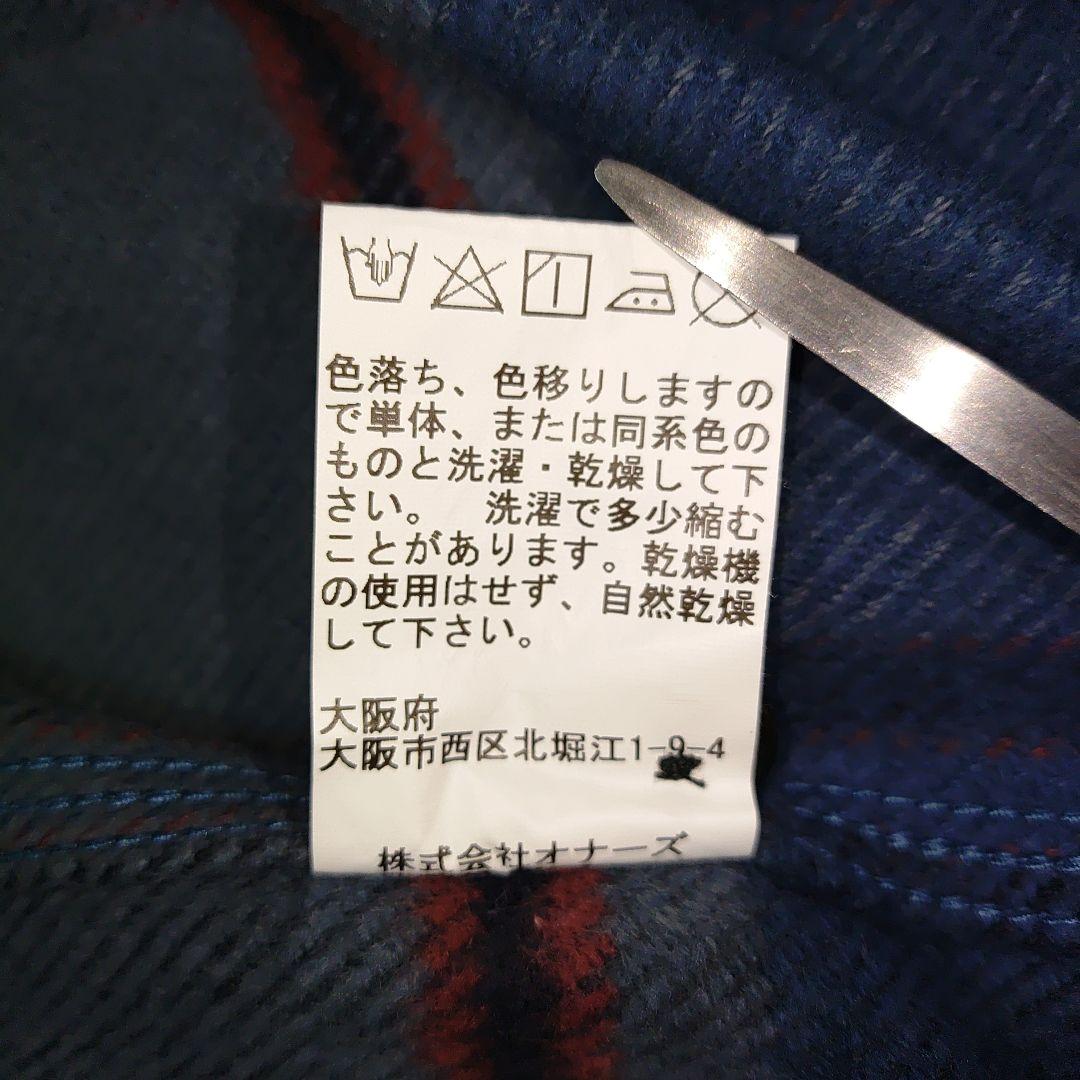 色落ち、色移りしますの
で単体、または同系色の
ものと洗濯・乾燥して下
さい。 洗濯で多少縮む
ことがあります。乾燥機
の使用はせず、自然乾燥
して下さい。
大阪府
大阪市西区北堀江1-9-4
株式会社オナーズ